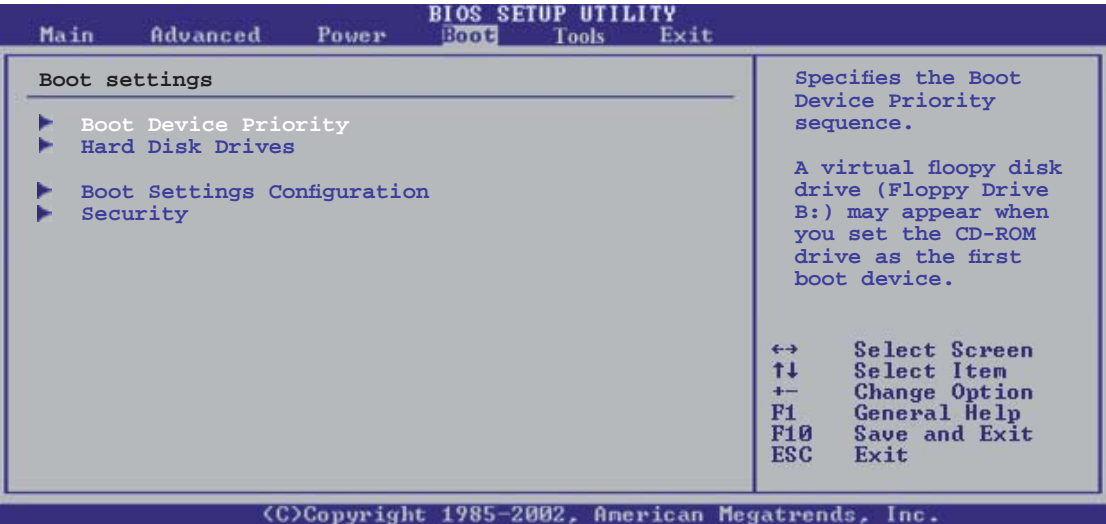 BIOS SETUP UTILITY
Main Advanced Power Boot Tools Exit
Boot settings
Boot Device Priority
Hard Disk Drives
Boot Settings Configuration
Security
Specifies the Boot
Device Priority
sequence.
A virtual floopy disk
drive (Floppy Drive
B:) may appear when
you set the CD-ROM
drive as the first
boot device.
←→ Select Screen
↑↓ Select Item
+- Change Option
F1 General Help
F10 Save and Exit
ESC Exit
(C)Copyright 1985-2002, American Megatrends, Inc.